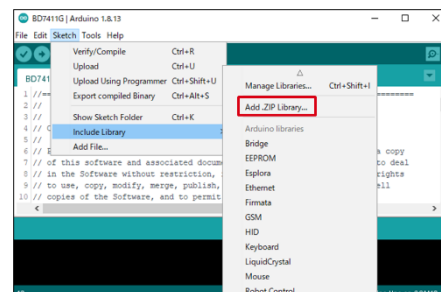 BD7411G | Arduino 1.8.13
File Edit Sketch Tools Help
Verify/Compile Ctrl+R
Upload Ctrl+U
Upload Using Programmer Ctrl+Shift+U
Export compiled Binary Ctrl+Alt+S
Show Sketch Folder Ctrl+K
Include Library
Add File...
Manage Libraries... Ctrl+Shift+I
Add .ZIP Library...
Arduino libraries
Bridge
EEPROM
Esplora
Ethernet
Firmata
GSM
HID
Keyboard
LiquidCrystal
Mouse
Robot Control
BD741
1 //==
2 //
3 //
4 // C
5 //
6 // a copy
7 // of this software and associated docume to deal
8 // in the Software without restriction, rights
9 // to use, copy, modify, merge, publish, ell
10 // copies of the Software, and to permit